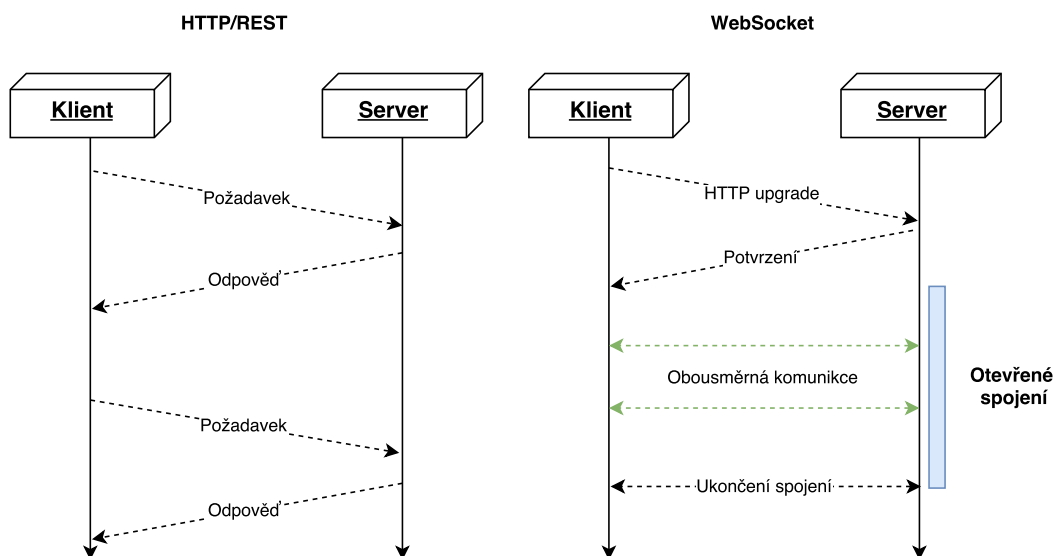 HTTP/REST
WebSocket
Klient
Server
Klient
Server
Požadavek
Odpověď
Požadavek
Odpověď
HTTP upgrade
Potvrzení
Obousměrná komunikce
Otevřené
spojení
Ukončení spojení